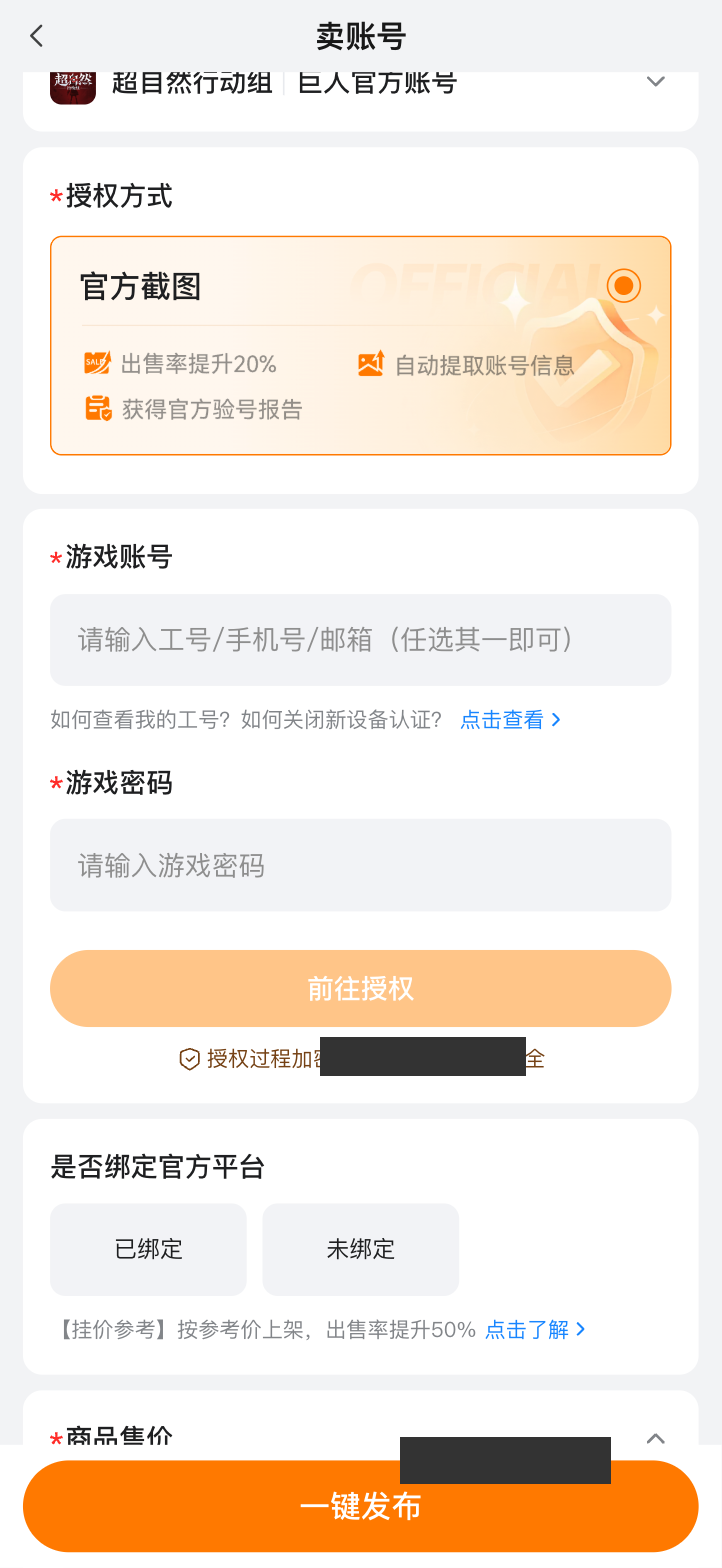 卖账号
超自然
超自然行动组 巨人官方账号
*授权方式
OFFICIAL
官方截图
出售率提升20% 自动提取账号信息
获得官方验号报告
*游戏账号
请输入工号/手机号/邮箱（任选其一即可）
如何查看我的工号？如何关闭新设备认证？ 点击查看
*游戏密码
请输入游戏密码
前往授权
授权过程加 全
是否绑定官方平台
已绑定 未绑定
【挂价参考】按参考价上架，出售率提升50% 点击了解
*商品售价
一键发布